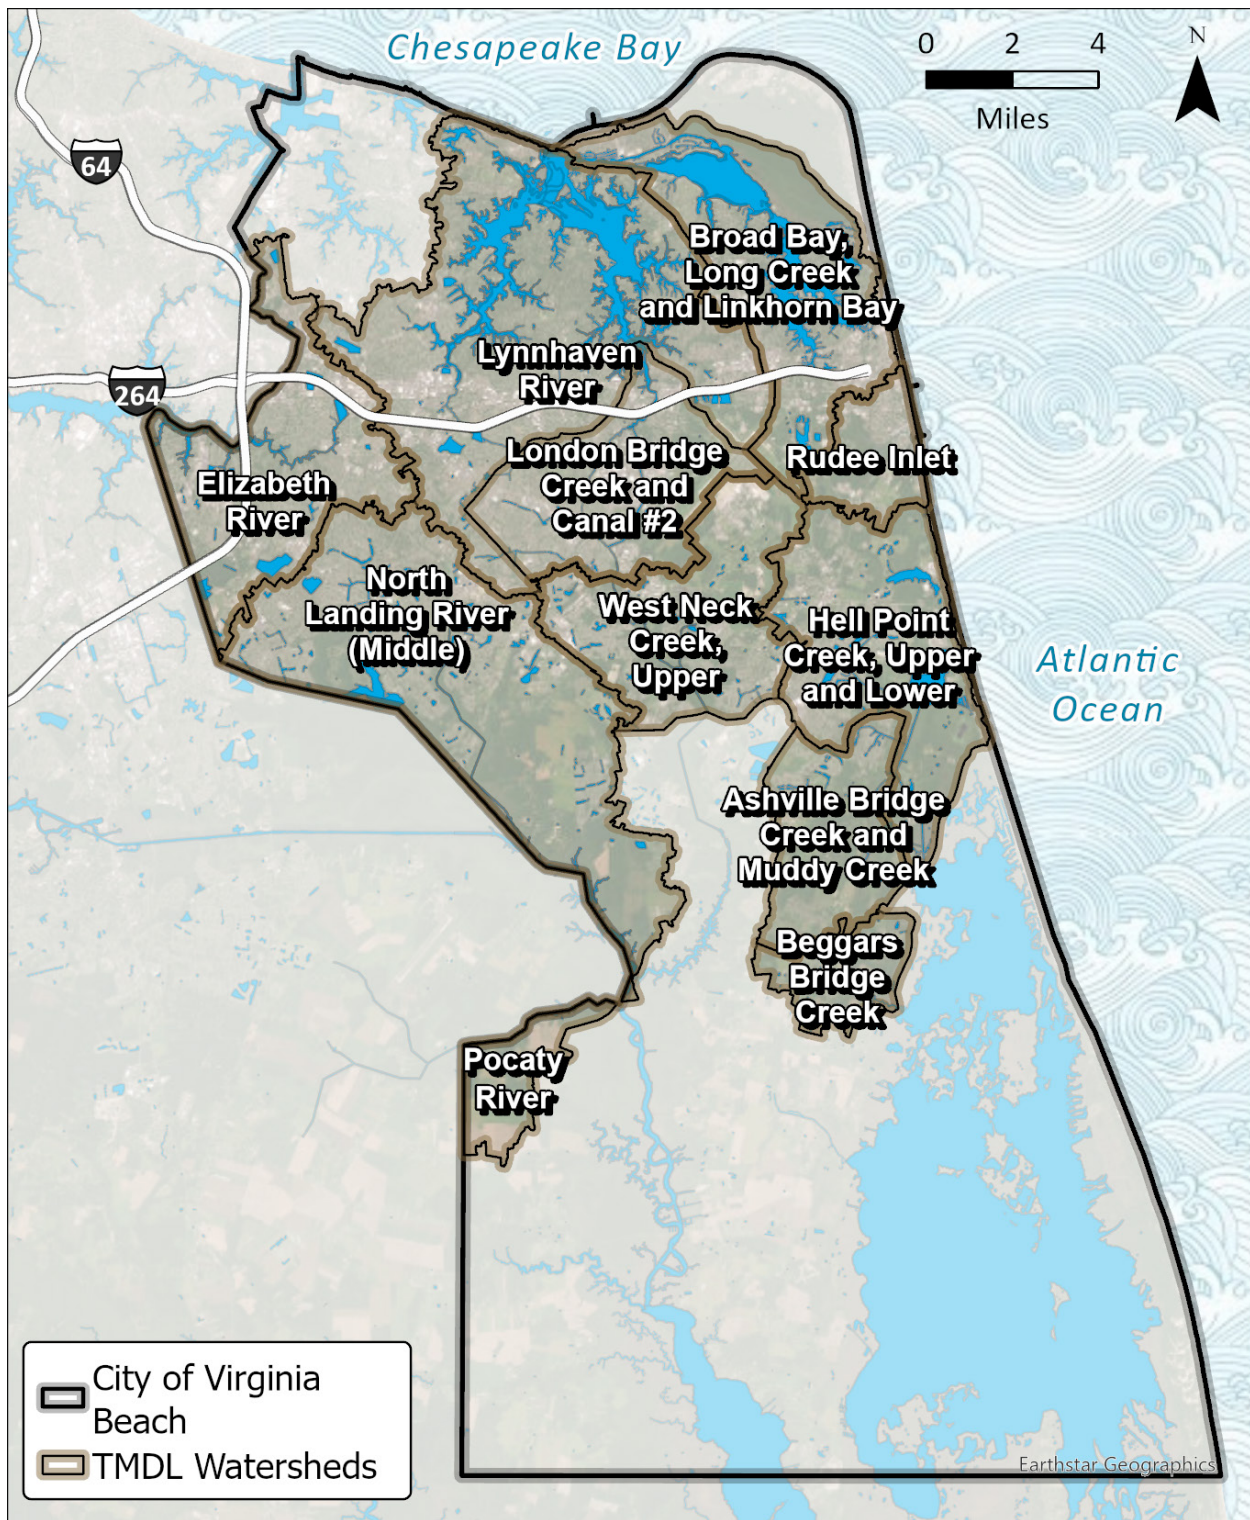 Chesapeake Bay
0 2 4
Miles
N
64
264
Broad Bay,
Long Creek
and Linkhorn Bay
Lynnhaven
River
London Bridge
Creek and
Canal #2
Rudee Inlet
Elizabeth
River
North
Landing River
(Middle)
West Neck
Creek,
Upper
Hell Point
Creek, Upper
and Lower
Atlantic
Ocean
Ashville Bridge
Creek and
Muddy Creek
Beggars
Bridge
Creek
Pocaty
River
City of Virginia
Beach
TMDL Watersheds
Earthstar Geographics